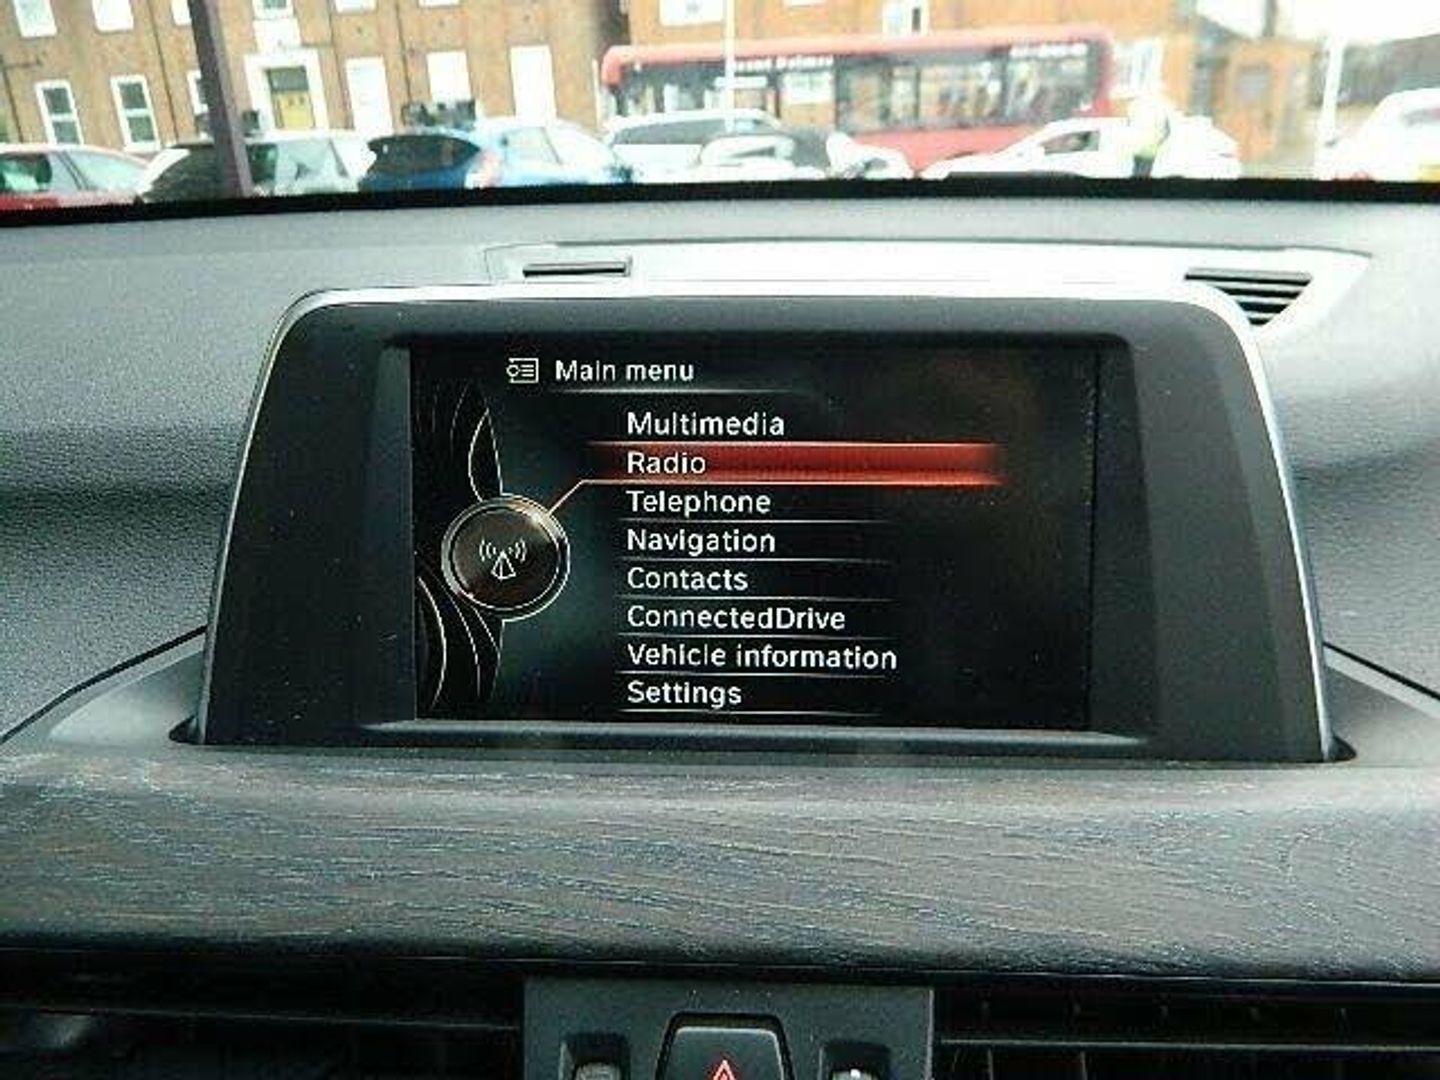 Main menu
Multimedia
Radio
Telephone
Navigation
Contacts
ConnectedDrive
Vehicle information
Settings